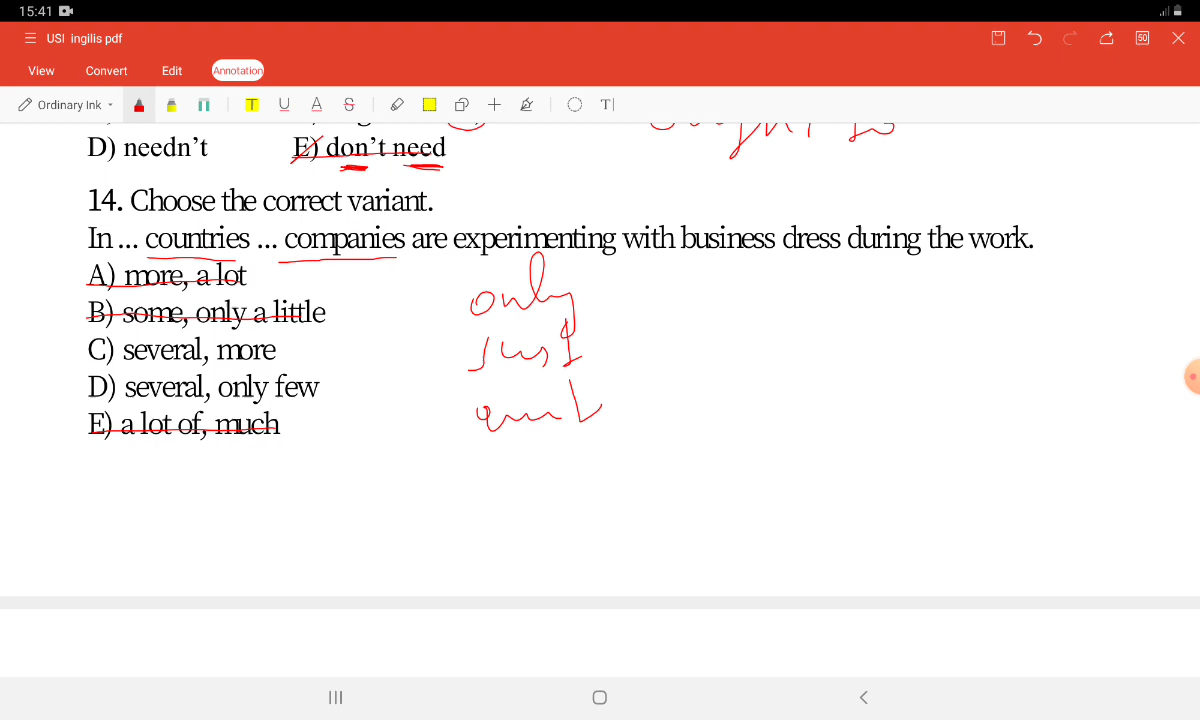 15:41
USI ingilis pdf
50
View Convert Edit Annotation
Ordinary Ink T U A S T
D) needn't E) don't need
14. Choose the correct variant.
In ... countries ... companies are experimenting with business dress during the work.
A) more, a lot
B) some, only a little
C) several, more
D) several, only few
E) a lot of, much
only
just